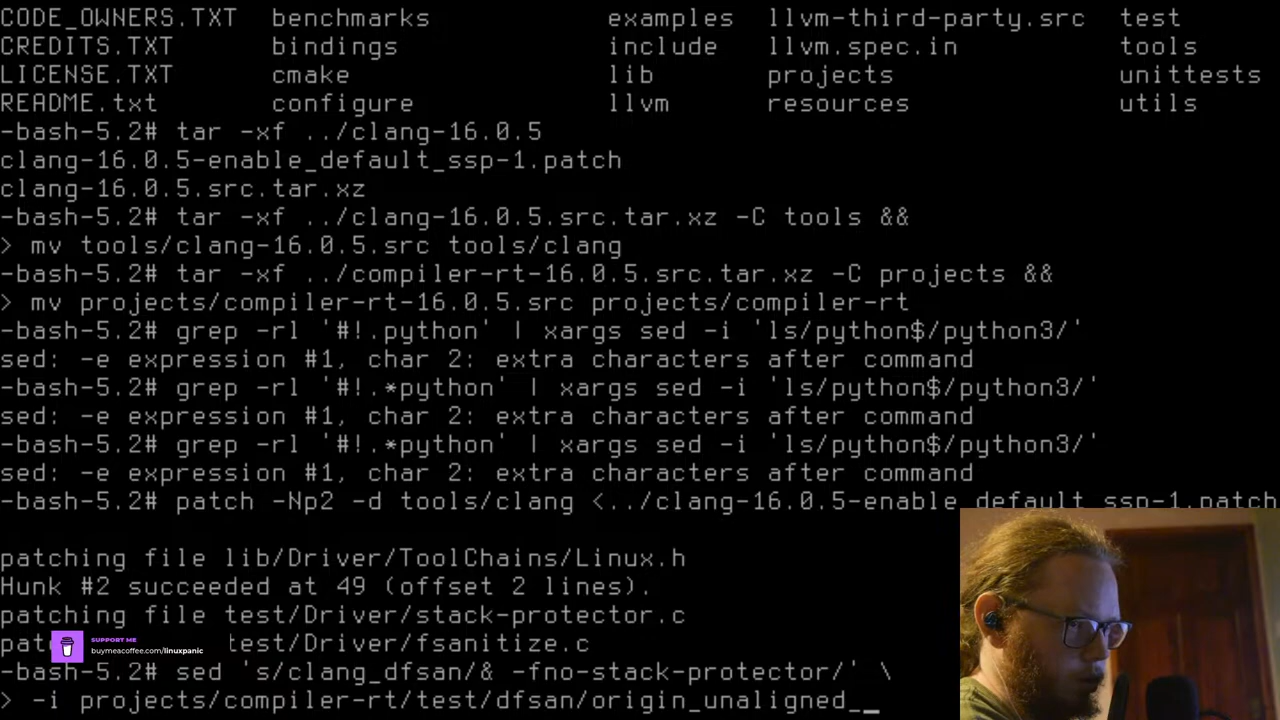 CODE_OWNERS.TXT benchmarks examples llvm-third-party.src test
CREDITS.TXT bindings include llvm.spec.in tools
LICENSE.TXT cmake lib projects unittests
README.txt configure llvm resources utils
-bash-5.2# tar -xf ../clang-16.0.5
clang-16.0.5-enable_default_ssp-1.patch
clang-16.0.5.src.tar.xz
-bash-5.2# tar -xf ../clang-16.0.5.src.tar.xz -C tools &&
> mv tools/clang-16.0.5.src tools/clang
-bash-5.2# tar -xf ../compiler-rt-16.0.5.src.tar.xz -C projects &&
> mv projects/compiler-rt-16.0.5.src projects/compiler-rt
-bash-5.2# grep -rl '#!.python' | xargs sed -i 'ls/python$/python3/'
sed: -e expression #1, char 2: extra characters after command
-bash-5.2# grep -rl '#!.*python' | xargs sed -i 'ls/python$/python3/'
sed: -e expression #1, char 2: extra characters after command
-bash-5.2# grep -rl '#!.*python' | xargs sed -i 'ls/python$/python3/'
sed: -e expression #1, char 2: extra characters after command
-bash-5.2# patch -Np2 -d tools/clang <../clang-16.0.5-enable_default_ssp-1.patch
patching file lib/Driver/ToolChains/Linux.h
Hunk #2 succeeded at 49 (offset 2 lines).
patching file test/Driver/stack-protector.c
test/Driver/fsanitize.c
SUPPORT ME
buymeacoffee.com/linuxpanic
-bash-5.2# sed 's/clang_dfsan/& -fno-stack-protector/' \
> -i projects/compiler-rt/test/dfsan/origin_unaligned_